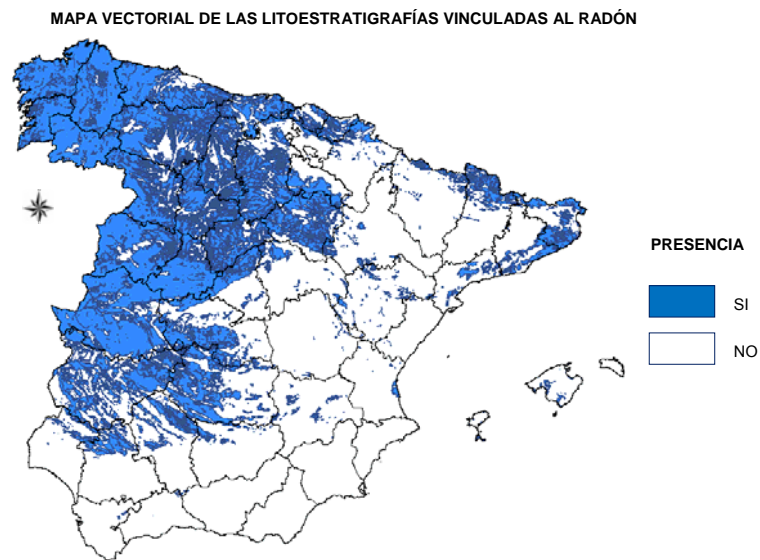 MAPA VECTORIAL DE LAS LITOESTRATIGRAFÍAS VINCULADAS AL RADÓN
PRESENCIA
SI
NO